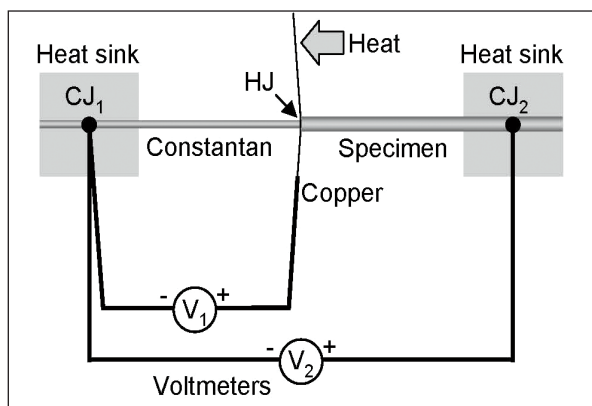 Heat sink
Heat
Heat sink
CJ1
HJ
CJ2
Constantan
Specimen
Copper
- V1 +
- V2 +
Voltmeters